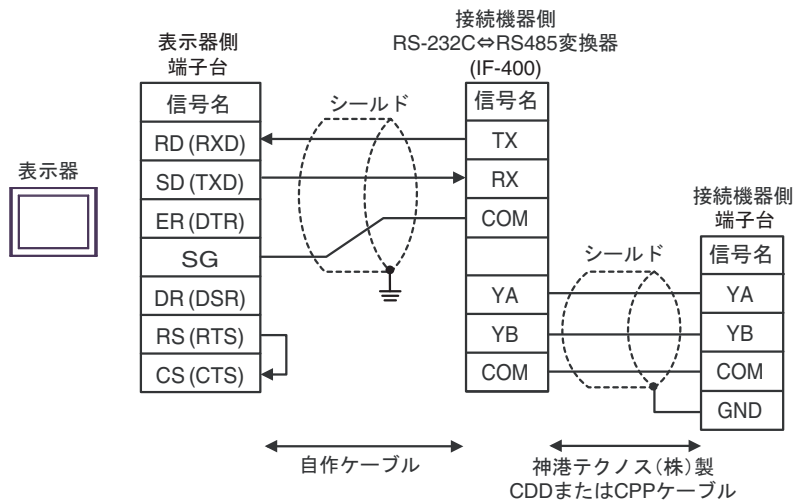 表示器
表示器側
端子台
信号名
RD (RXD)
SD (TXD)
ER (DTR)
SG
DR (DSR)
RS (RTS)
CS (CTS)
シールド
自作ケーブル
接続機器側
RS-232C⇔RS485変換器
(IF-400)
信号名
TX
RX
COM
YA
YB
COM
シールド
神港テクノス(株)製
CDDまたはCPPケーブル
接続機器側
端子台
信号名
YA
YB
COM
GND